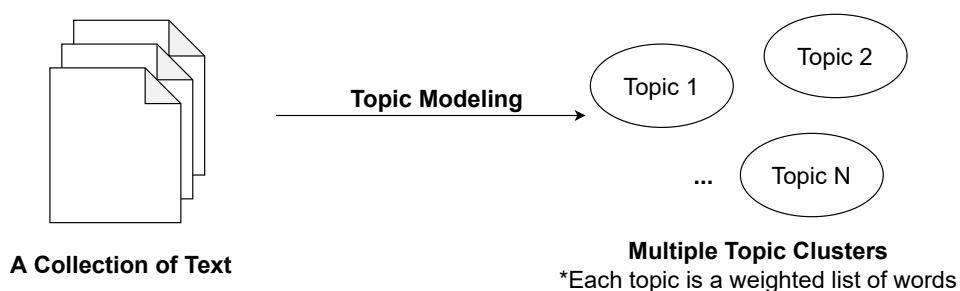 Topic Modeling
Topic 1
Topic 2
...
Topic N
A Collection of Text
Multiple Topic Clusters
*Each topic is a weighted list of words